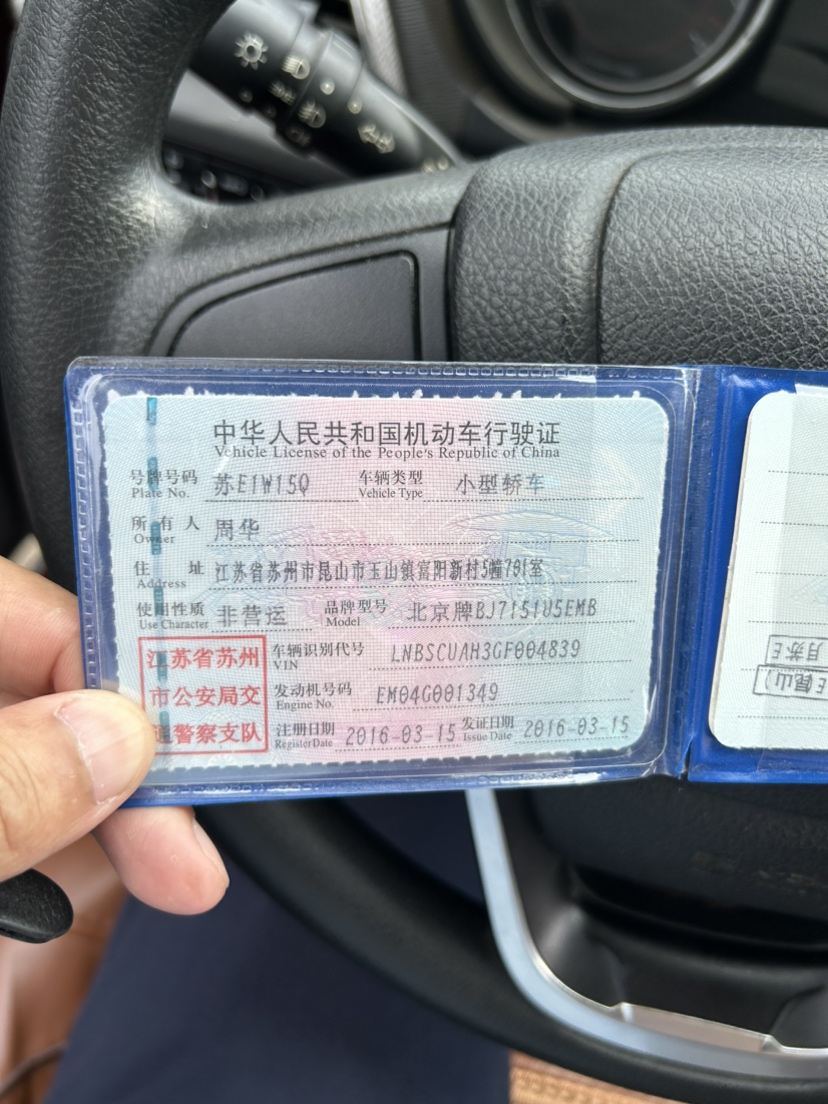 中华人民共和国机动车行驶证
Vehicle License of the People's Republic of China
号牌号码 Plate No. 苏E1W15Q 车辆类型 Vehicle Type 小型轿车
所有人 Owner 周华
住址 Address 江苏省苏州市昆山市玉山镇富阳新村5幢701室
使用性质 Use Character 非营运 品牌型号 Model 北京牌BJ7151U5EMB
车辆识别代号 VIN LNBSCUAH3GF004839
发动机号码 Engine No. EM04G001349
注册日期 Register Date 2016-03-15 发证日期 Issue Date 2016-03-15
江苏省苏州
市公安局交
警察支队
月苏E
昆山)